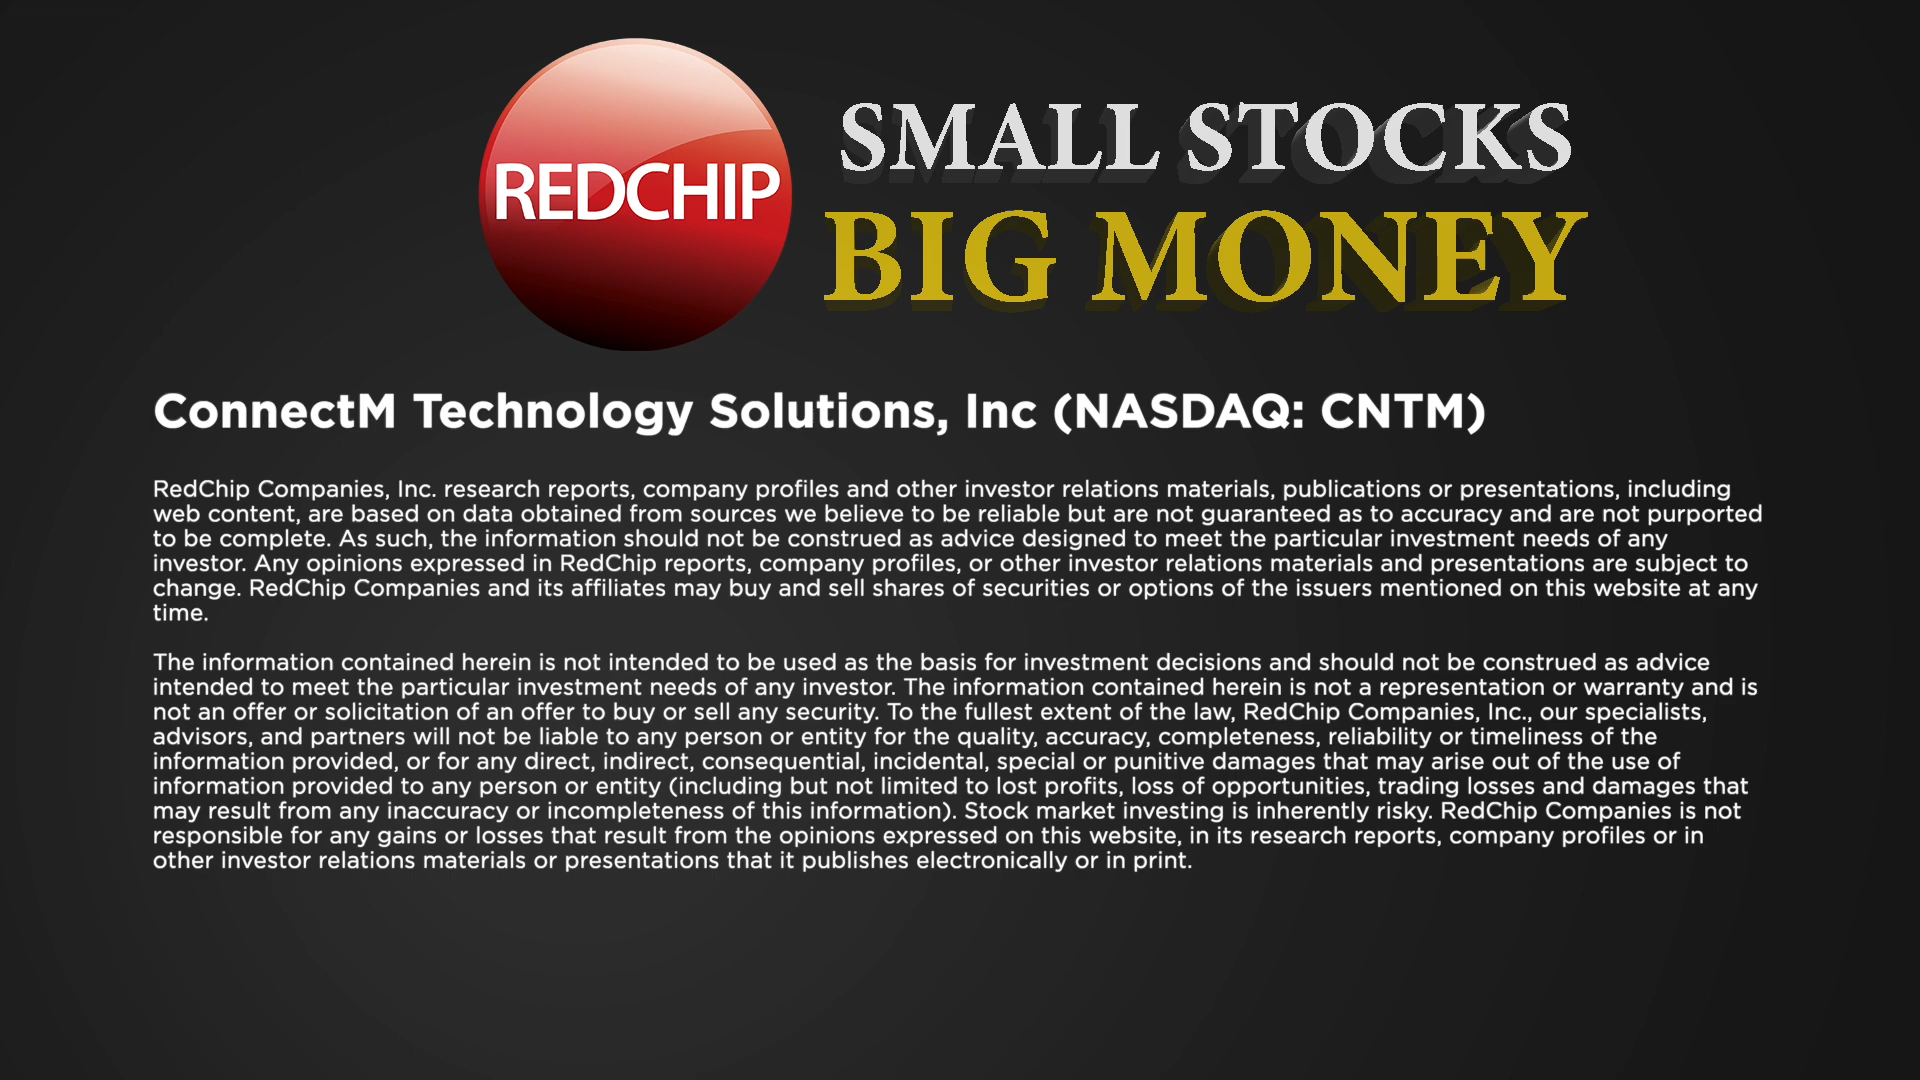 REDCHIP
SMALL STOCKS
BIG MONEY
ConnectM Technology Solutions, Inc (NASDAQ: CNTM)
RedChip Companies, Inc. research reports, company profiles and other investor relations materials, publications or presentations, including
web content, are based on data obtained from sources we believe to be reliable but are not guaranteed as to accuracy and are not purported
to be complete. As such, the information should not be construed as advice designed to meet the particular investment needs of any
investor. Any opinions expressed in RedChip reports, company profiles, or other investor relations materials and presentations are subject to
change. RedChip Companies and its affiliates may buy and sell shares of securities or options of the issuers mentioned on this website at any
time.
The information contained herein is not intended to be used as the basis for investment decisions and should not be construed as advice
intended to meet the particular investment needs of any investor. The information contained herein is not a representation or warranty and is
not an offer or solicitation of an offer to buy or sell any security. To the fullest extent of the law, RedChip Companies, Inc., our specialists,
advisors, and partners will not be liable to any person or entity for the quality, accuracy, completeness, reliability or timeliness of the
information provided, or for any direct, indirect, consequential, incidental, special or punitive damages that may arise out of the use of
information provided to any person or entity (including but not limited to lost profits, loss of opportunities, trading losses and damages that
may result from any inaccuracy or incompleteness of this information). Stock market investing is inherently risky. RedChip Companies is not
responsible for any gains or losses that result from the opinions expressed on this website, in its research reports, company profiles or in
other investor relations materials or presentations that it publishes electronically or in print.